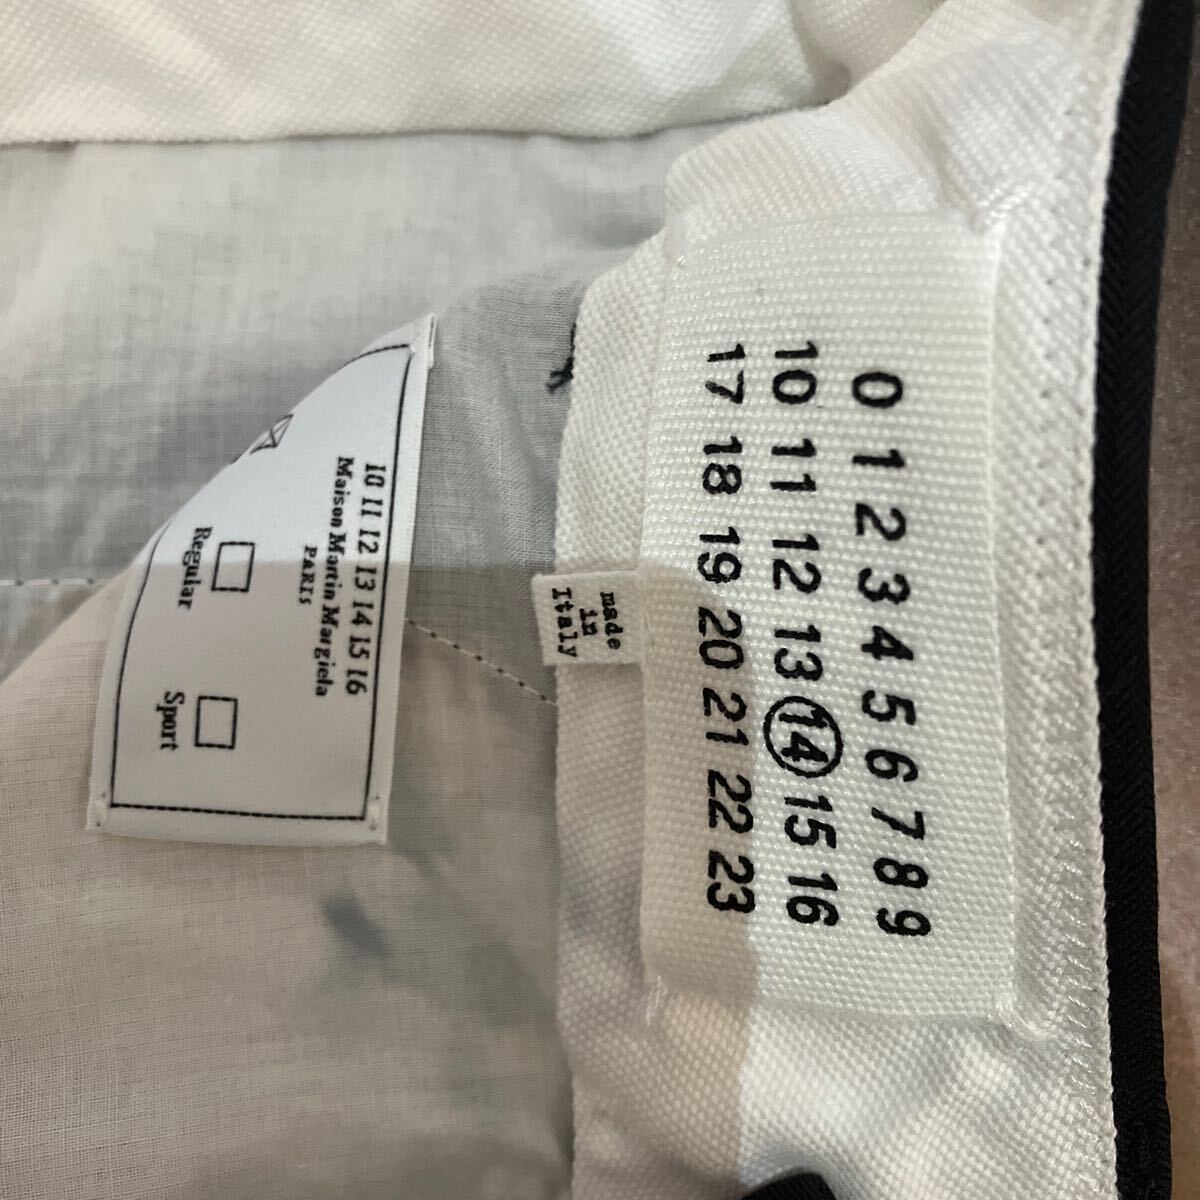 0 1 2 3 4 5 6 7 8 9
10 11 12 13 14 15 16
17 18 19 20 21 22 23
made
in
Italy
10 11 12 13 14 15 16
Maison Martin Margiela
PARIS
Regular Sport